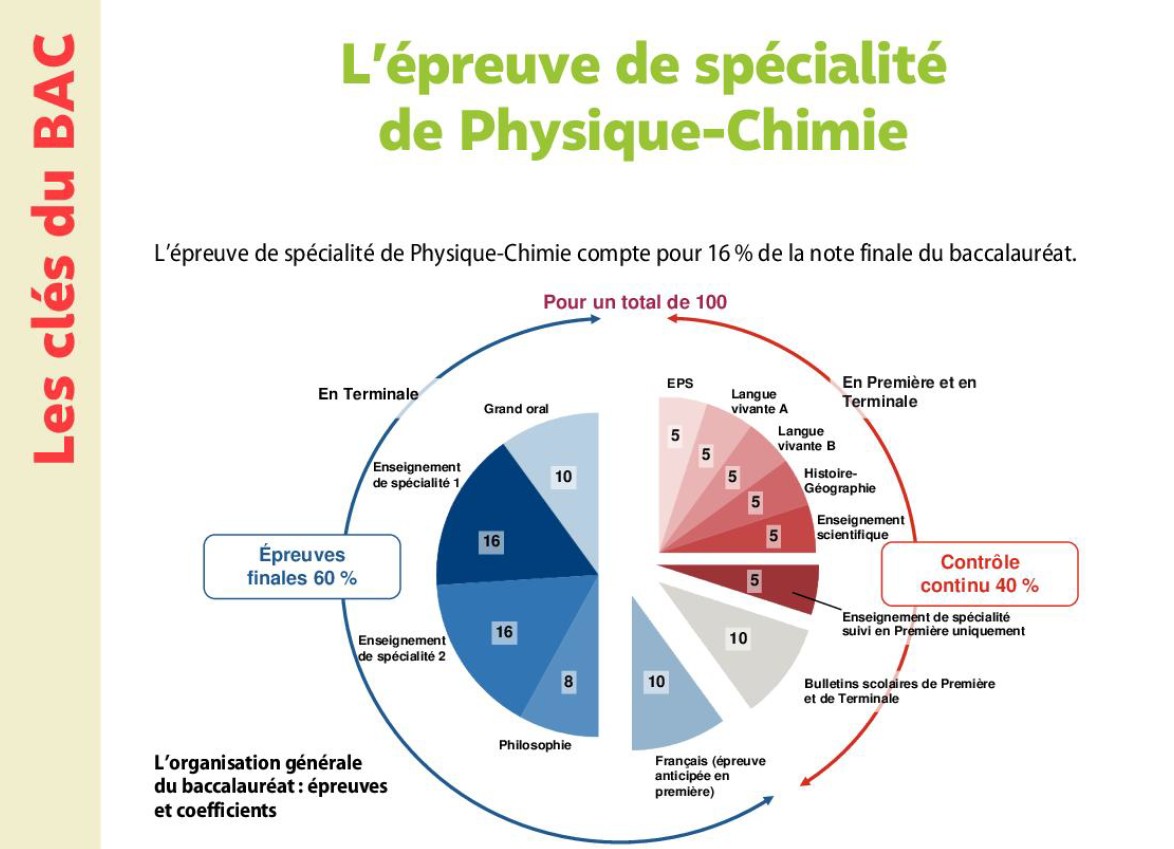 Les clés du BAC
L'épreuve de spécialité
de Physique-Chimie
L'épreuve de spécialité de Physique-Chimie compte pour 16 % de la note finale du baccalauréat.
Pour un total de 100
En Terminale
En Première et en
Terminale
Grand oral
10
Enseignement
de spécialité 1
16
Enseignement
de spécialité 2
16
Philosophie
8
Épreuves
finales 60 %
EPS
5
Langue
vivante A
5
Langue
vivante B
5
Histoire-
Géographie
5
Enseignement
scientifique
5
Contrôle
continu 40 %
5
Enseignement de spécialité
suivi en Première uniquement
10
Bulletins scolaires de Première
et de Terminale
10
Français (épreuve
anticipée en
première)
L'organisation générale
du baccalauréat : épreuves
et coefficients